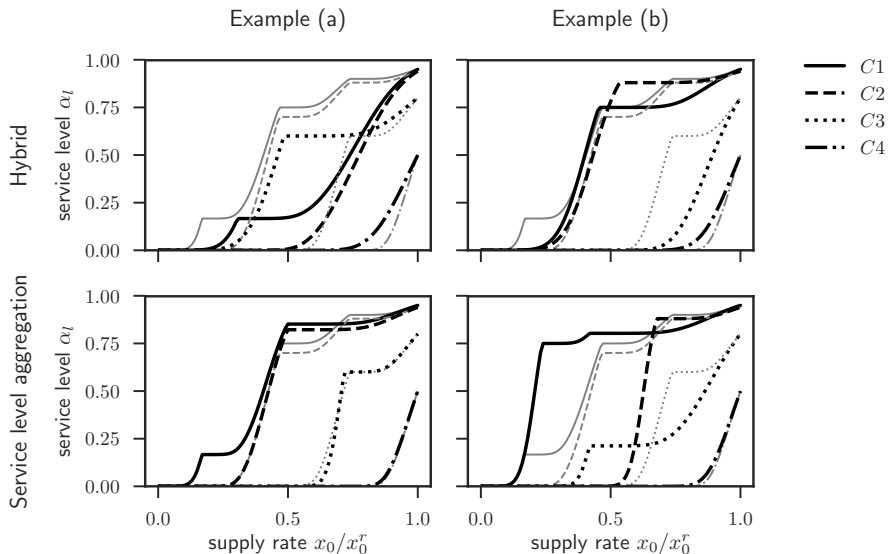 Example (a)
Example (b)
Hybrid
service level $\alpha_l$
1.00
0.75
0.50
0.25
0.00
C1
C2
C3
C4
Service level aggregation
service level $\alpha_l$
1.00
0.75
0.50
0.25
0.00
0.0
0.5
1.0
0.0
0.5
1.0
supply rate $x_0/x_0^r$
supply rate $x_0/x_0^r$